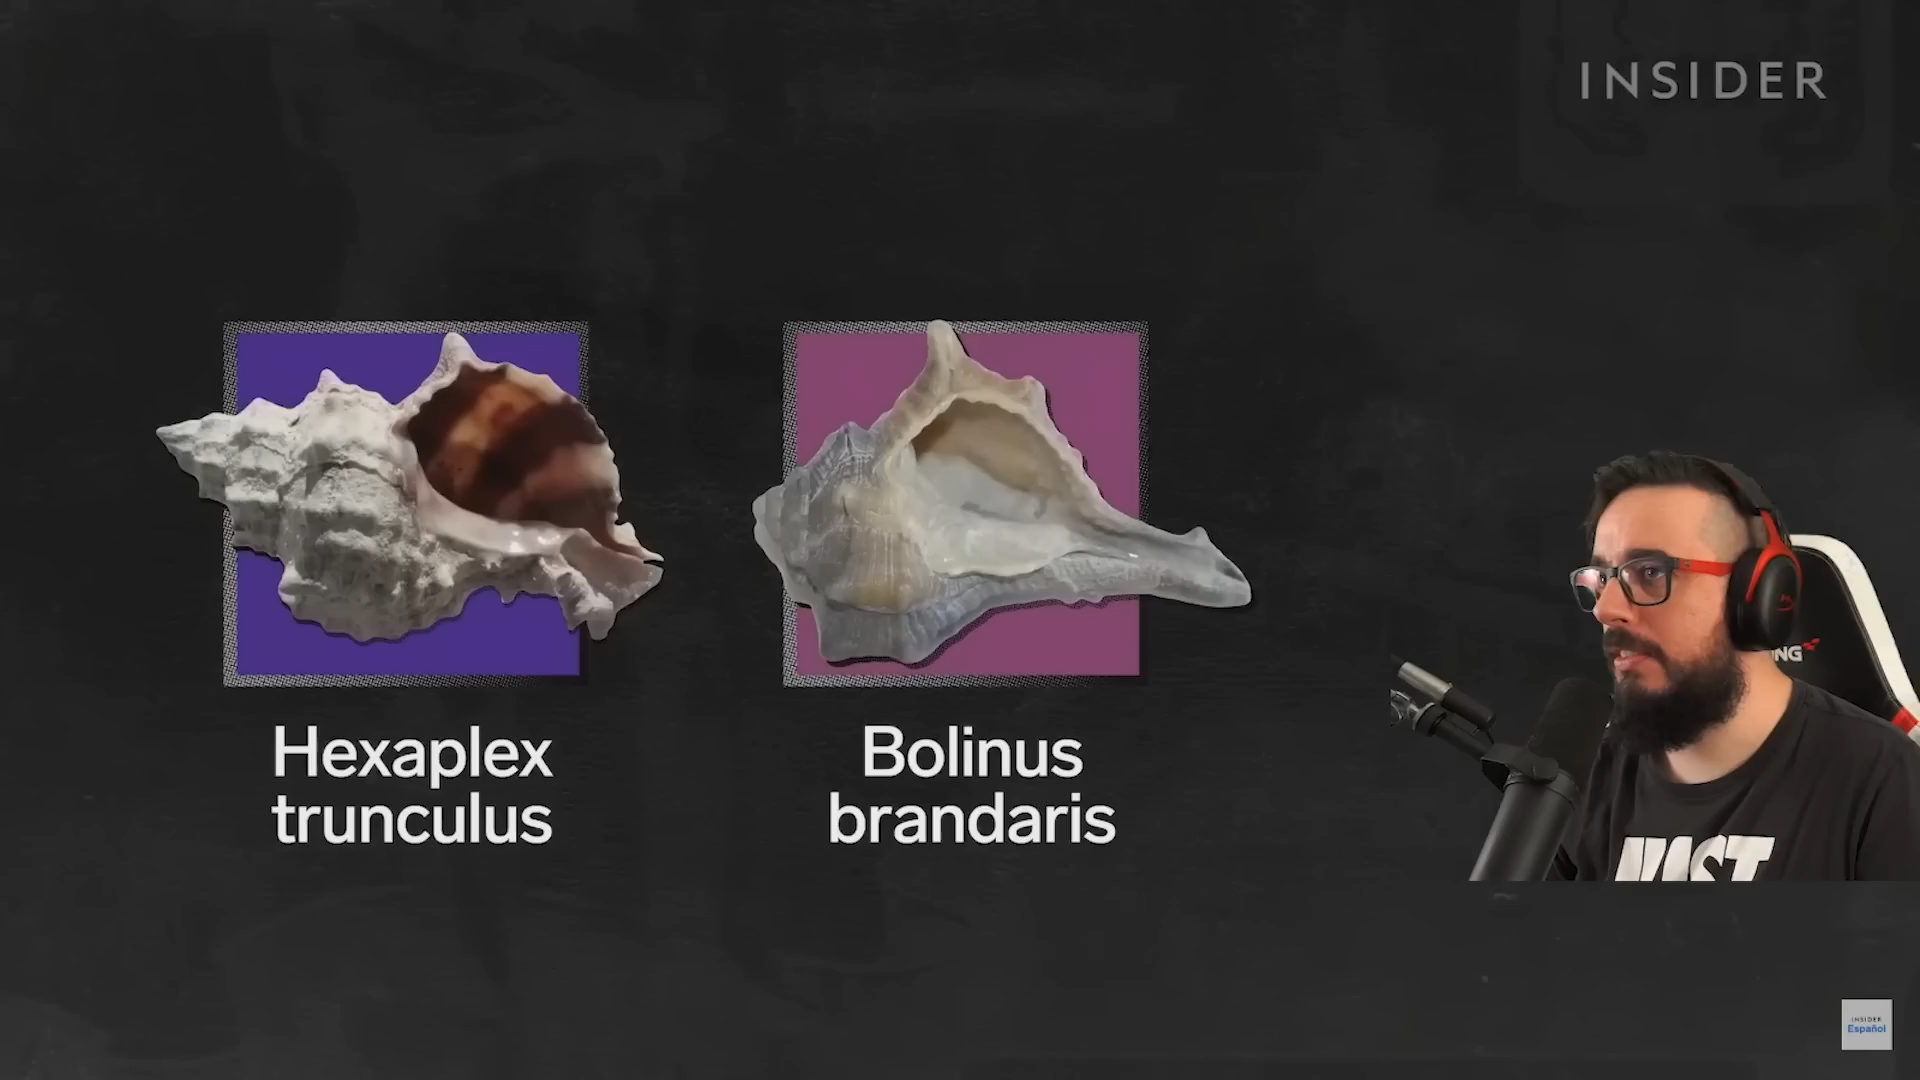 INSIDER
Hexaplex
trunculus
Bolinus
brandaris
INSIDER
Español